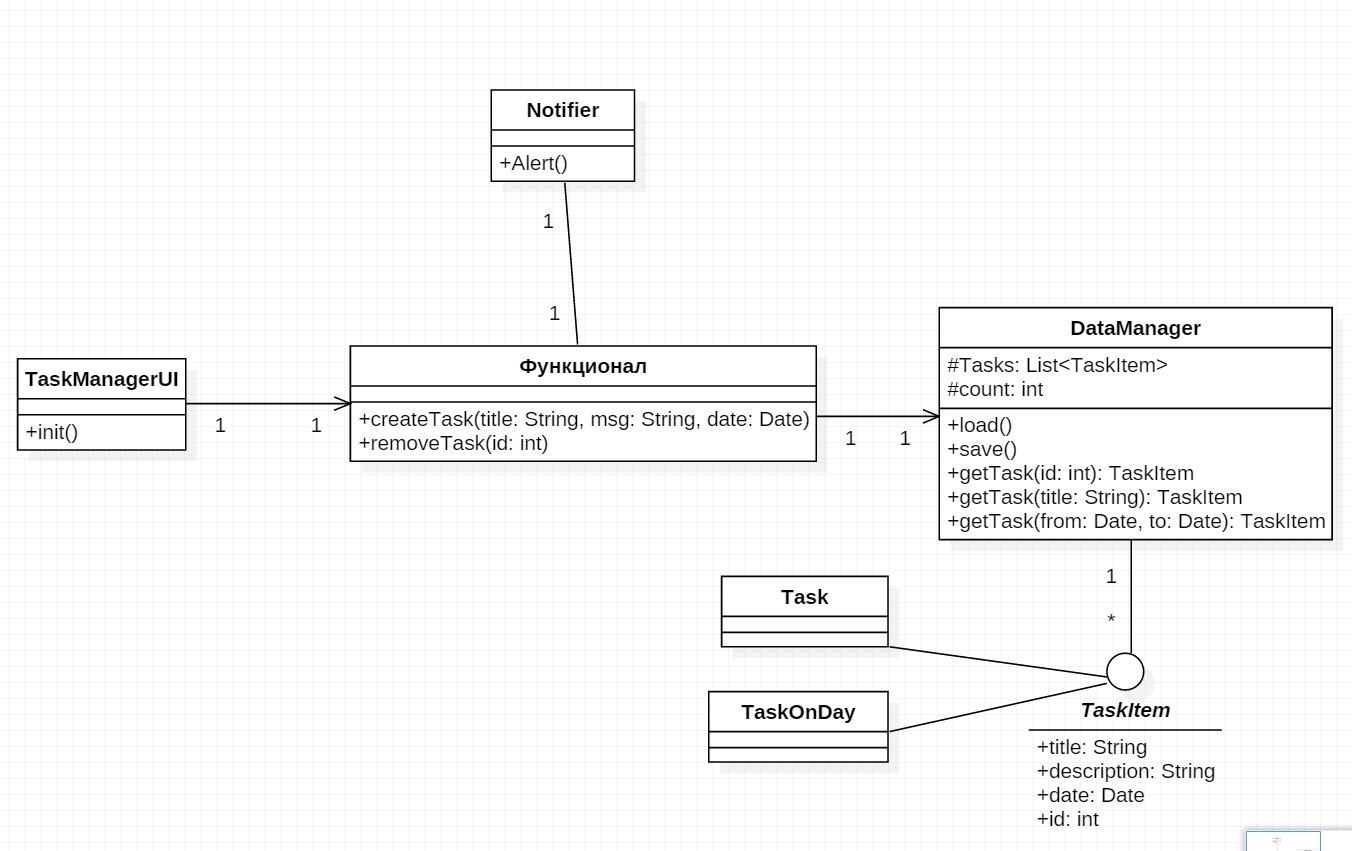 Notifier
+Alert()
1
1
TaskManagerUI
+init()
1
1
Функционал
+createTask(title: String, msg: String, date: Date)
+removeTask(id: int)
1
1
DataManager
#Tasks: List<TaskItem>
#count: int
+load()
+save()
+getTask(id: int): TaskItem
+getTask(title: String): TaskItem
+getTask(from: Date, to: Date): TaskItem
1
*
Task
TaskOnDay
TaskItem
+title: String
+description: String
+date: Date
+id: int